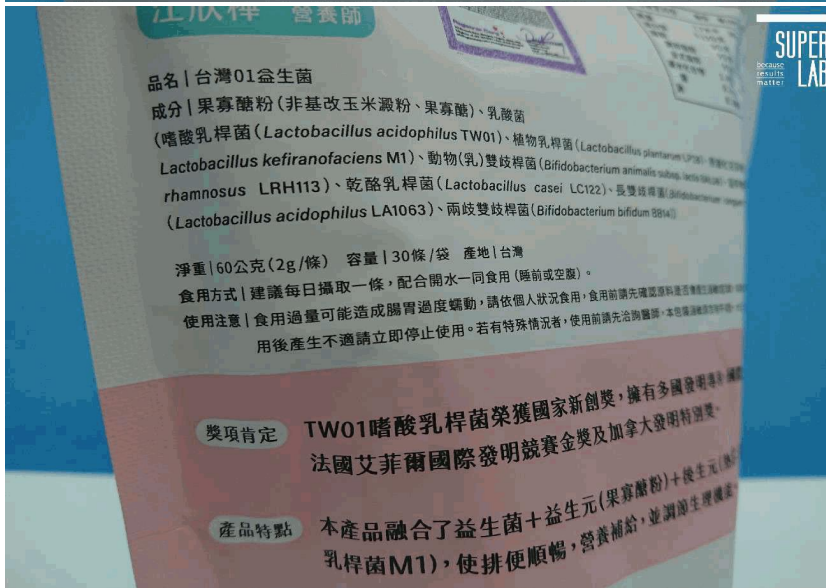 營養師
SUPER LAB
because results matter
品名 | 台灣01益生菌
成分 | 果寡醣粉(非基改玉米澱粉、果寡醣)、乳酸菌
(嗜酸乳桿菌(Lactobacillus acidophilus TW01)、植物乳桿菌(Lactobacillus plantarum
Lactobacillus kefiranofaciens M1)、動物(乳)雙歧桿菌(Bifidobacterium animalis subsp. lactis
rhamnosus LRH113)、乾酪乳桿菌(Lactobacillus casei LC122)、長雙歧桿菌(Bifidobacterium
(Lactobacillus acidophilus LA1063)、兩歧雙歧桿菌(Bifidobacterium bifidum
淨重 | 60公克(2g/條) 容量 | 30條/袋 產地 | 台灣
食用方式 | 建議每日攝取一條,配合開水一同食用(睡前或空腹)。
使用注意 | 食用過量可能造成腸胃過度蠕動,請依個人狀況食用,食用前請先確認原料是否
用後產生不適請立即停止使用。若有特殊情況者,使用前請先洽詢醫師,本包裝
獎項肯定
TW01嗜酸乳桿菌榮獲國家新創獎,擁有多國發明專利、
法國艾菲爾國際發明競賽金獎及加拿大發明特別獎。
產品特點
本產品融合了益生菌+益生元(果寡醣粉)+後生元
乳桿菌M1),使排便順暢,營養補給,並調節生理機能。